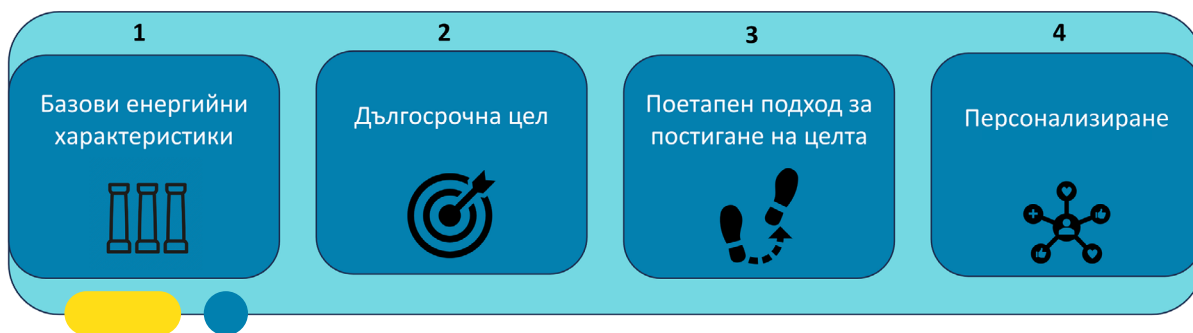 1
Базови енергийни
характеристики
2
Дългосрочна цел
3
Поетапен подход за
постигане на целта
4
Персонализиране